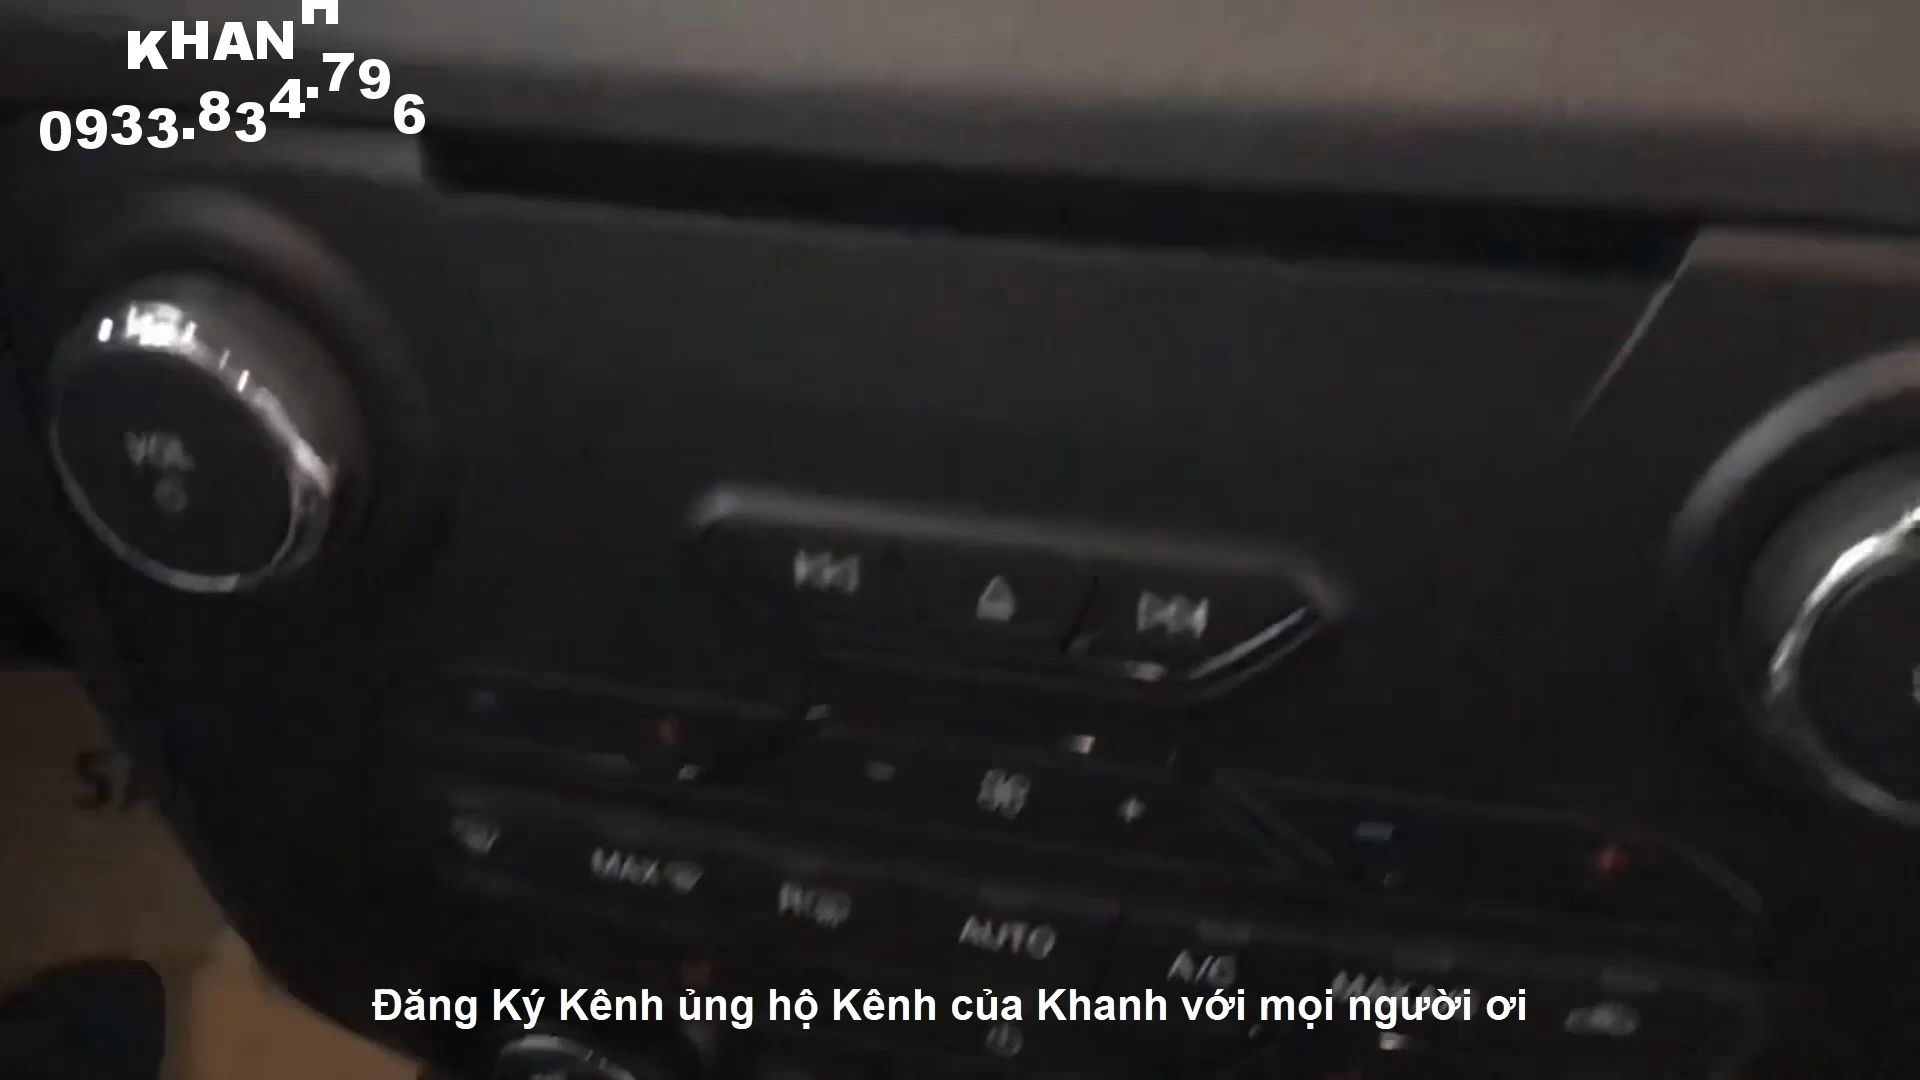 KHANH
0933.834.796
VOL
MAX
R
AUTO
A/C
MAX A/C
Đăng Ký Kênh ủng hộ Kênh của Khanh với mọi người ơi